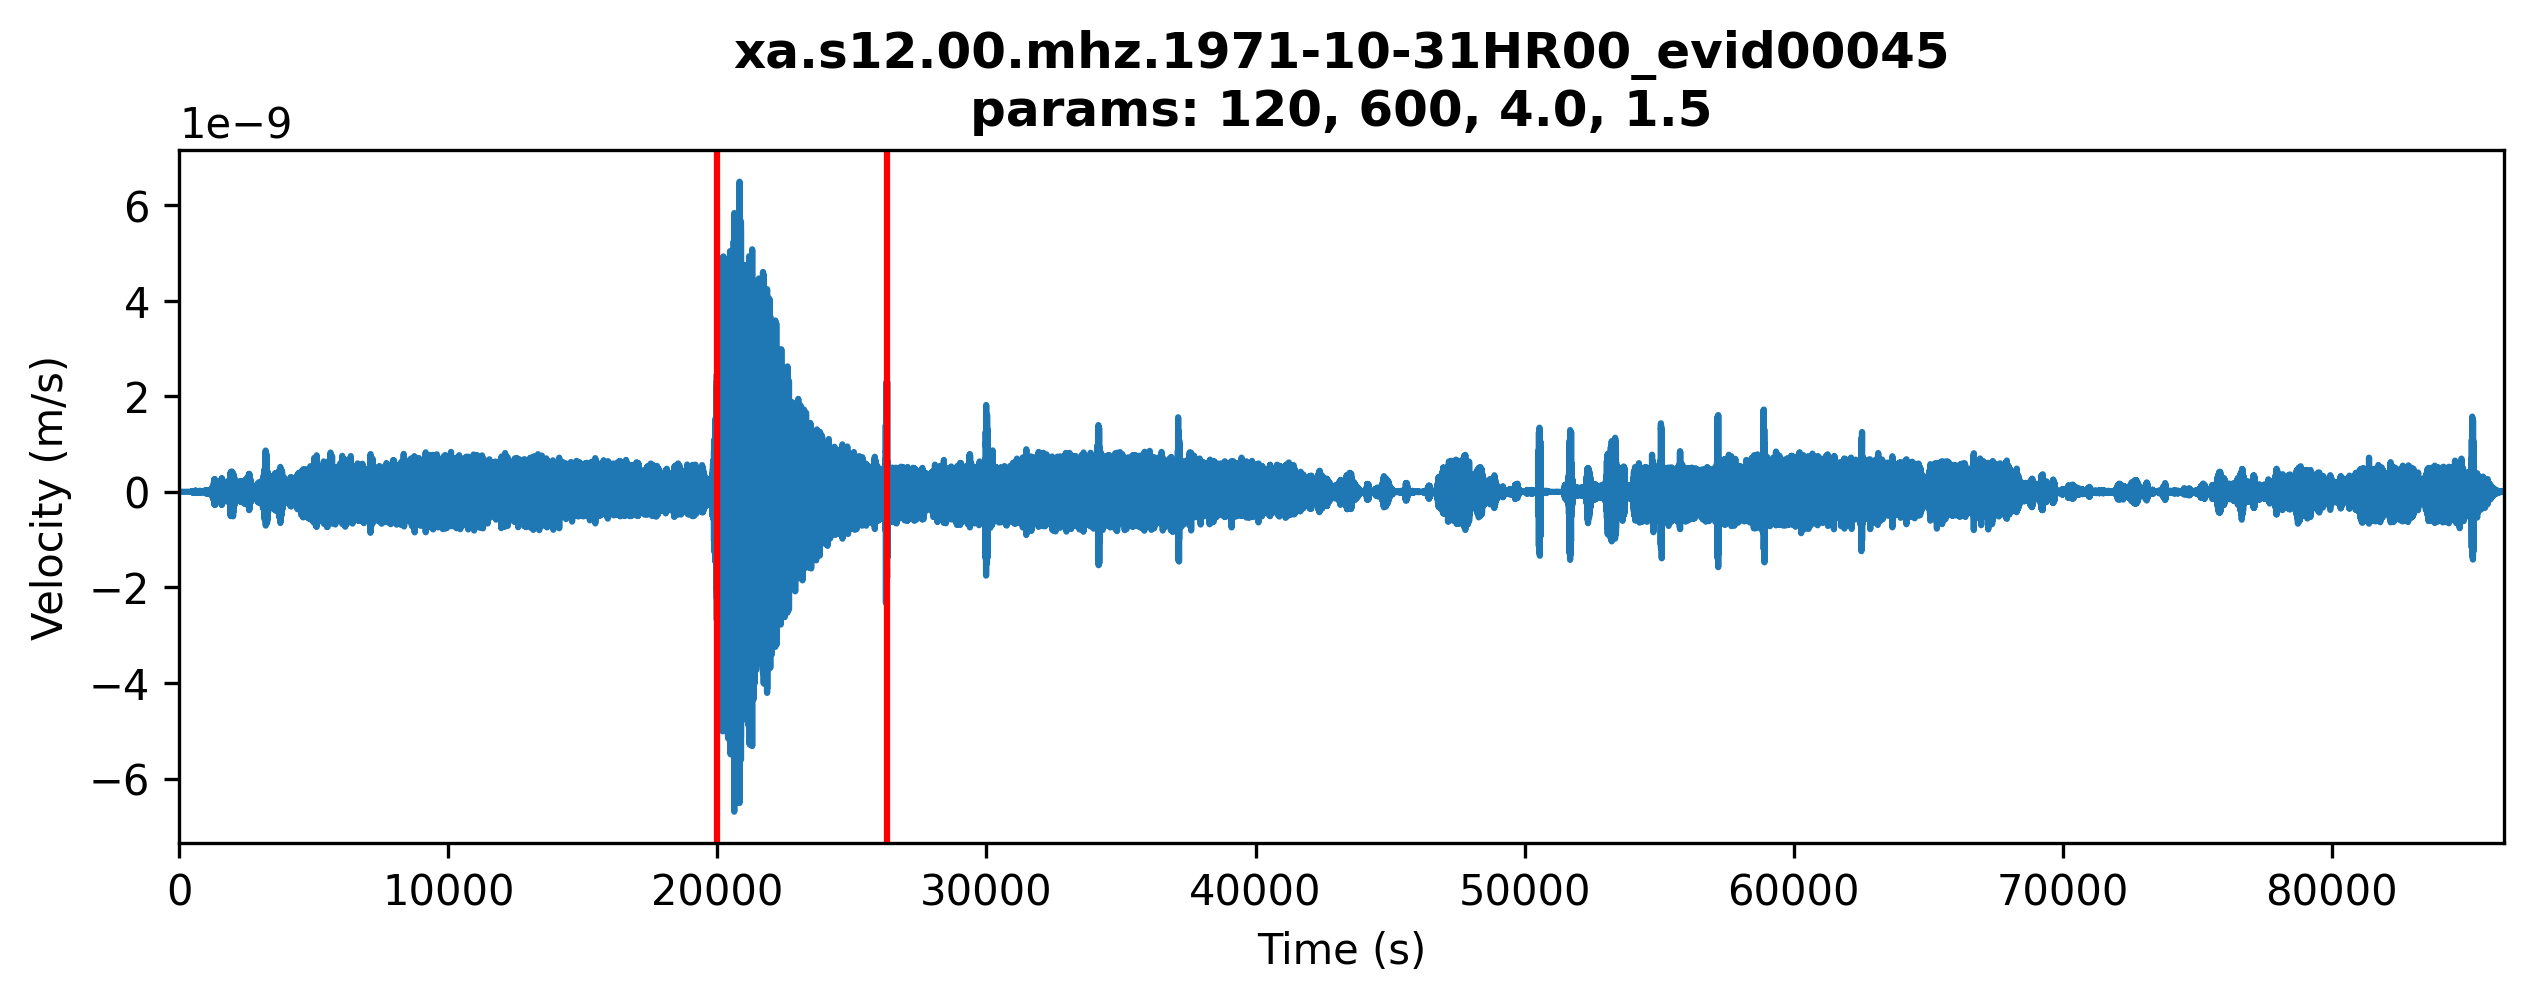 xa.s12.00.mhz.1971-10-31HR00_evid00045
params: 120, 600, 4.0, 1.5
1e−9
6
4
2
0
−2
−4
−6
Velocity (m/s)
0 10000 20000 30000 40000 50000 60000 70000 80000
Time (s)